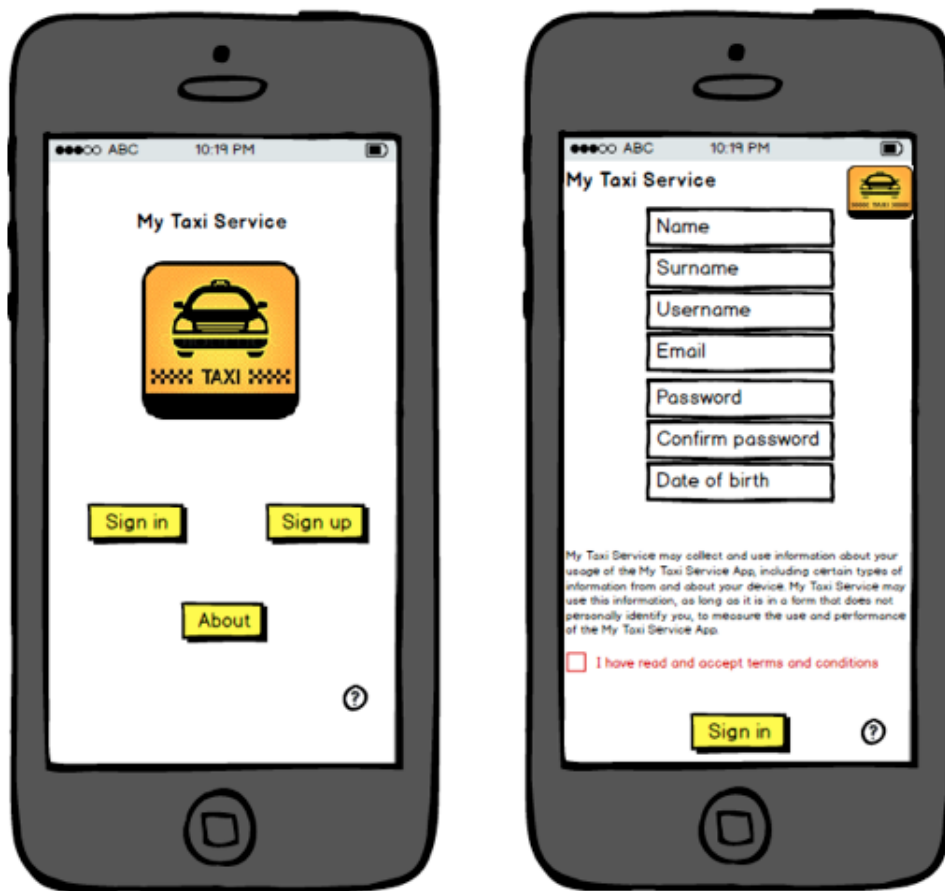 ABC 10:19 PM
My Taxi Service
TAXI
Sign in
Sign up
About
?
ABC 10:19 PM
My Taxi Service
TAXI
Name
Surname
Username
Email
Password
Confirm password
Date of birth
My Taxi Service may collect and use information about your
usage of the My Taxi Service App, including certain types of
information from and about your device. My Taxi Service may
use this information, as long as it is in a form that does not
personally identify you, to measure the use and performance
of the My Taxi Service App.
I have read and accept terms and conditions
Sign in
?